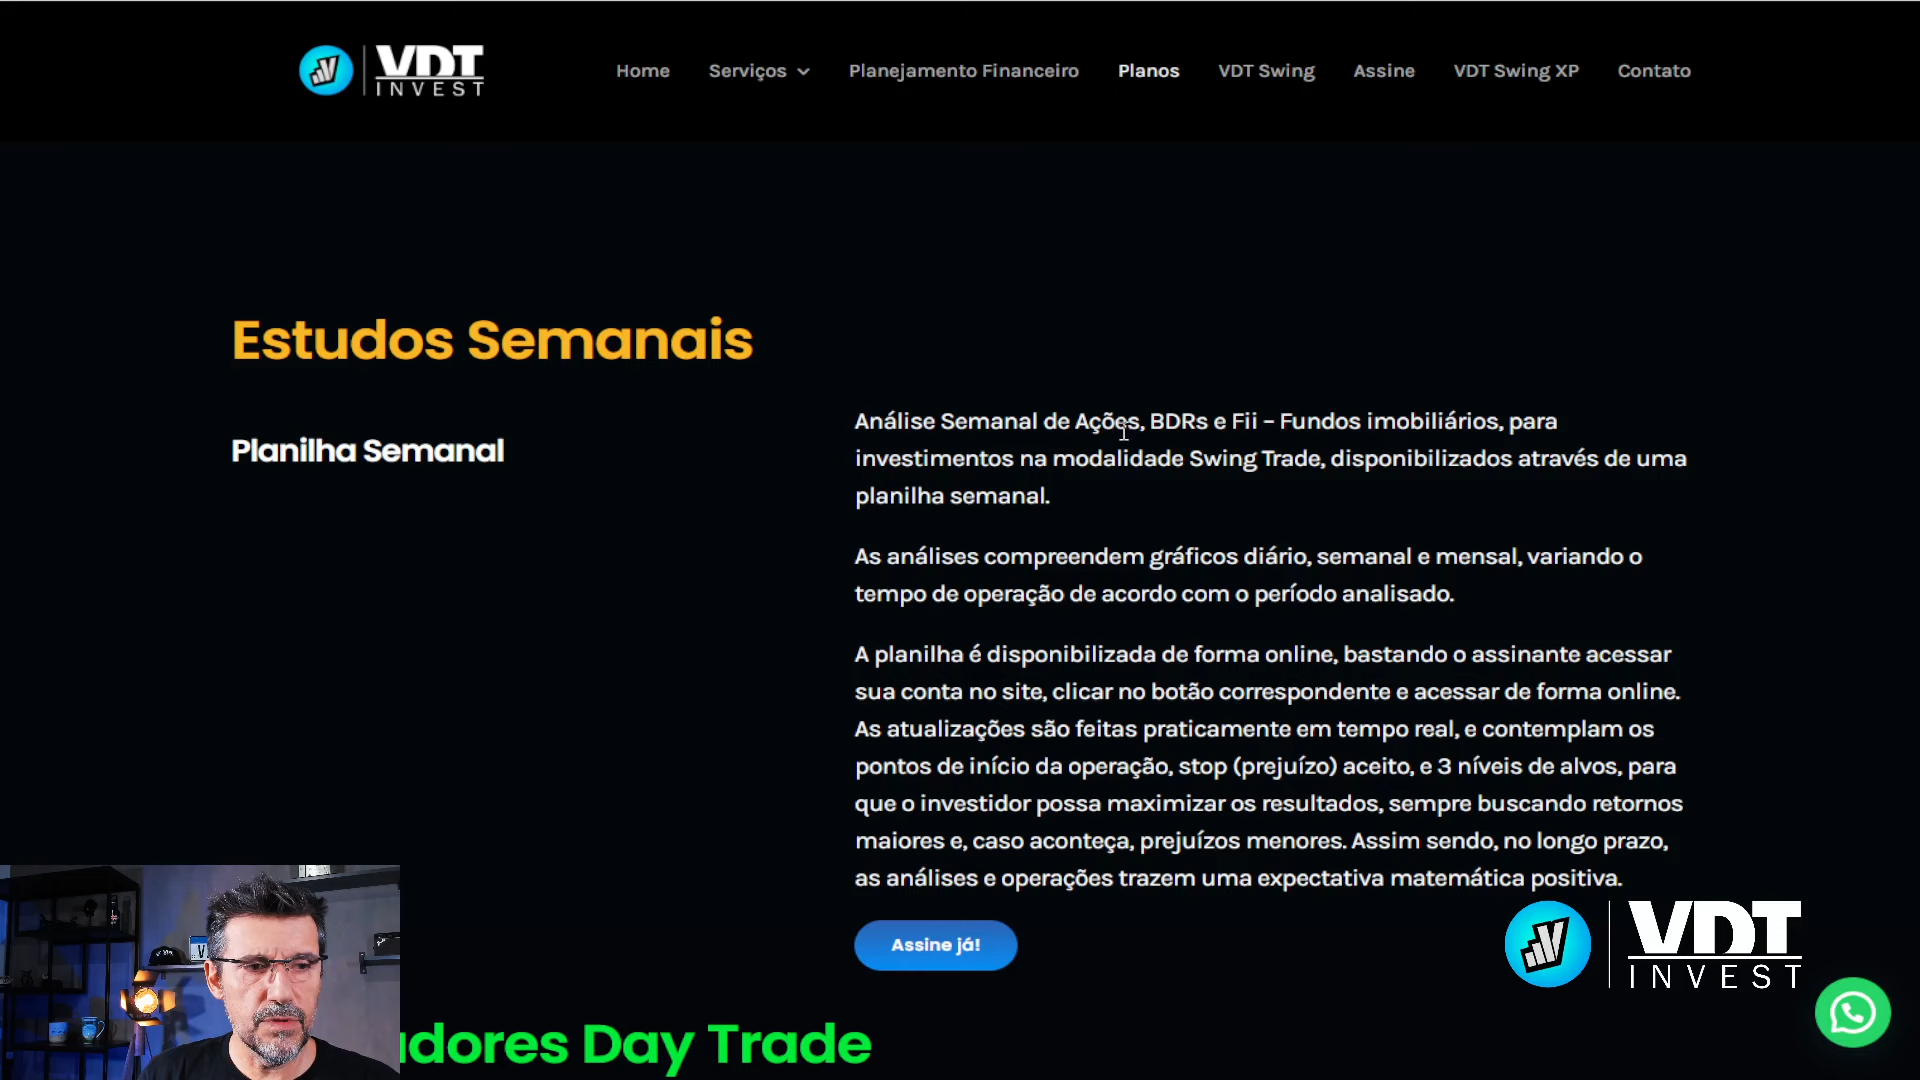 VDT
INVEST
Home
Serviços
Planejamento Financeiro
Planos
VDT Swing
Assine
VDT Swing XP
Contato
Estudos Semanais
Planilha Semanal
Análise Semanal de Ações, BDRs e Fii – Fundos imobiliários, para
investimentos na modalidade Swing Trade, disponibilizados através de uma
planilha semanal.
As análises compreendem gráficos diário, semanal e mensal, variando o
tempo de operação de acordo com o período analisado.
A planilha é disponibilizada de forma online, bastando o assinante acessar
sua conta no site, clicar no botão correspondente e acessar de forma online.
As atualizações são feitas praticamente em tempo real, e contemplam os
pontos de início da operação, stop (prejuízo) aceito, e 3 níveis de alvos, para
que o investidor possa maximizar os resultados, sempre buscando retornos
maiores e, caso aconteça, prejuízos menores. Assim sendo, no longo prazo,
as análises e operações trazem uma expectativa matemática positiva.
Assine já!
VDT
INVEST
adores Day Trade